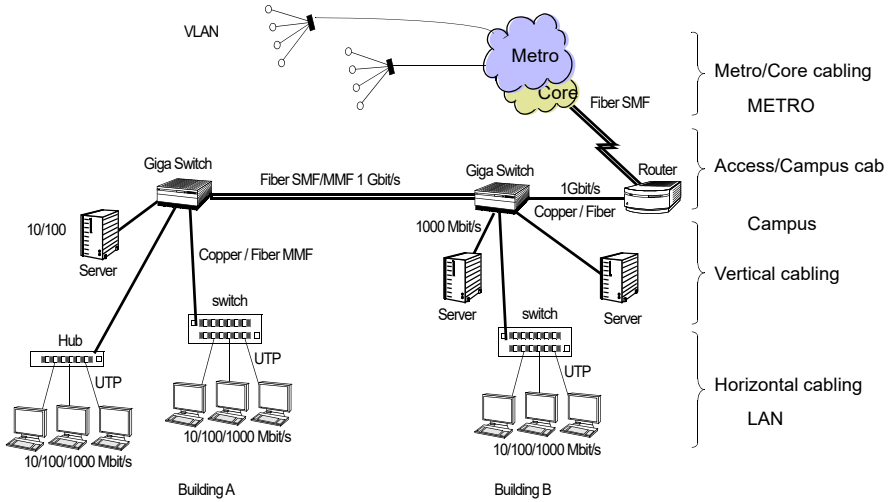 VLAN
Metro
Core
Fiber SMF
Metro/Core cabling
METRO
Giga Switch
Fiber SMF/MMF 1 Gbit/s
Giga Switch
1Gbit/s
Copper / Fiber
Router
Access/Campus cab
10/100
Server
Copper / Fiber MMF
1000 Mbit/s
Server
Server
Campus
Vertical cabling
Hub
UTP
switch
UTP
switch
UTP
Horizontal cabling
LAN
10/100/1000 Mbit/s
10/100/1000 Mbit/s
10/100/1000 Mbit/s
Building A
Building B